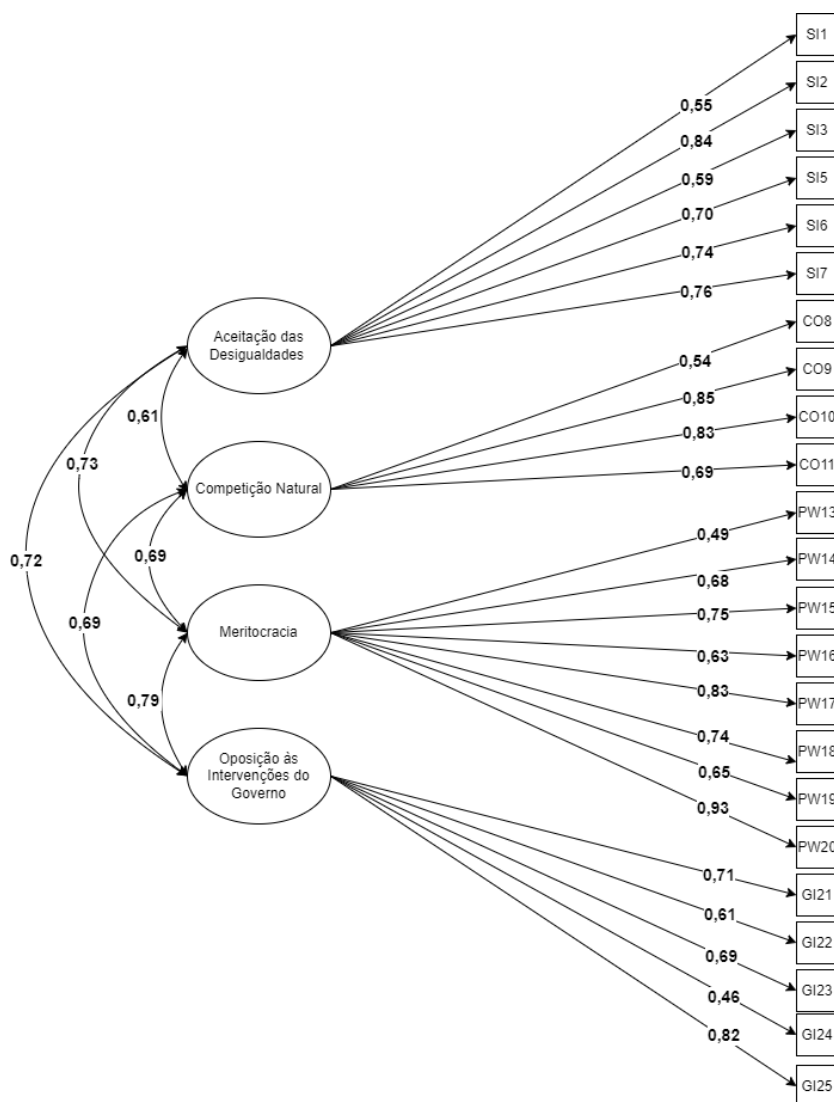 SI1
SI2
0,55
SI3
0,84
0,59
SI5
0,70
SI6
0,74
SI7
0,76
Aceitação das
Desigualdades
CO8
0,54
CO9
0,85
0,61
CO10
0,83
0,73
CO11
0,69
Competição Natural
PW13
0,49
0,72
0,69
PW14
0,68
PW15
0,75
0,69
Meritocracia
PW16
0,63
PW17
0,83
0,79
PW18
0,74
Oposição às
Intervenções do
Governo
0,65
PW19
0,93
PW20
0,71
GI21
0,61
GI22
0,69
GI23
0,46
GI24
0,82
GI25